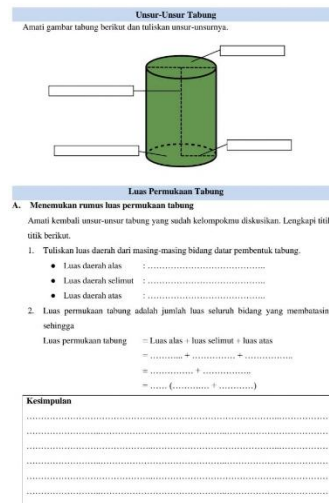 Unsur-Unsur Tabung
Amati gambar tabung berikut dan tuliskan unsur-unsurnya.
Luas Permukaan Tabung
A. Menemukan rumus luas permukaan tabung
Amati kembali unsur-unsur tabung yang sudah kelompokmu diskusikan. Lengkapi titi
titik berikut.
1. Tuliskan luas daerah dari masing-masing bidang datar pembentuk tabung.
• Luas daerah alas : ………………………………….
• Luas daerah selimut : ………………………………….
• Luas daerah atas : ………………………………….
2. Luas permukaan tabung adalah jumlah luas seluruh bidang yang membatasin
sehingga
Luas permukaan tabung = Luas alas + luas selimut + luas atas
= ……….. + …………… + …………….
= …………… + …………….
= …… (………… + …………)
Kesimpulan